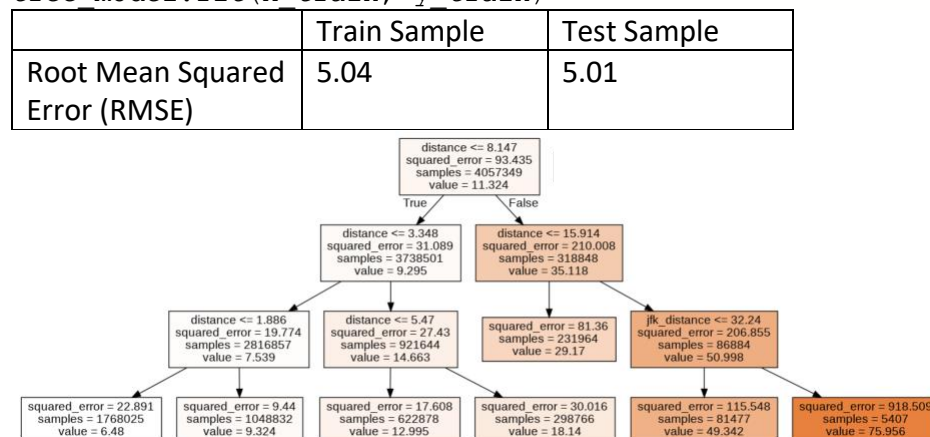 Train Sample Test Sample
Root Mean Squared 5.04 5.01
Error (RMSE)
distance <= 8.147
squared_error = 93.435
samples = 4057349
value = 11.324
True False
distance <= 3.348
squared_error = 31.089
samples = 3738501
value = 9.295
distance <= 15.914
squared_error = 210.008
samples = 318848
value = 35.118
distance <= 1.886
squared_error = 19.774
samples = 2816857
value = 7.539
distance <= 5.47
squared_error = 27.43
samples = 921644
value = 14.663
squared_error = 81.36
samples = 231964
value = 29.17
jfk_distance <= 32.24
squared_error = 206.855
samples = 86884
value = 50.998
squared_error = 22.891
samples = 1768025
value = 6.48
squared_error = 9.44
samples = 1048832
value = 9.324
squared_error = 17.608
samples = 622878
value = 12.995
squared_error = 30.016
samples = 298766
value = 18.14
squared_error = 115.548
samples = 81477
value = 49.342
squared_error = 918.509
samples = 5407
value = 75.956